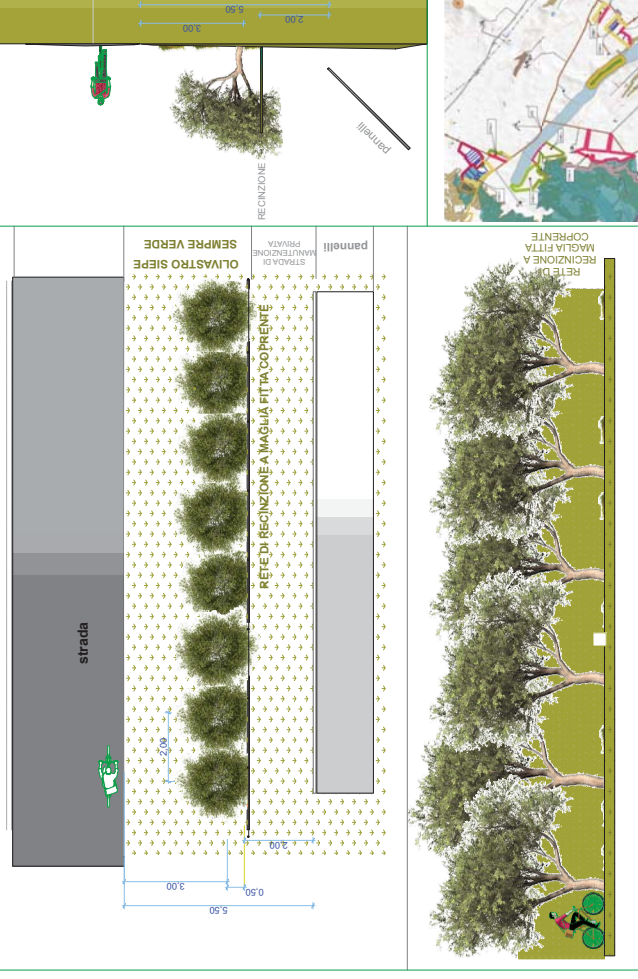 5.50
3.00
2.00
pannelli
RECINZIONE
OLIVASTRO SIEPE
SEMPRE VERDE
STRADA DI
MANUTENZIONE
PRIVATA
pannelli
RETE DI
RECINZIONE A
MAGLIA FITTA
COPRENTE
strada
RETE DI RECINZIONE A MAGLIA FITTA COPRENTE
2,00
2,00
3,00
0,50
5,50